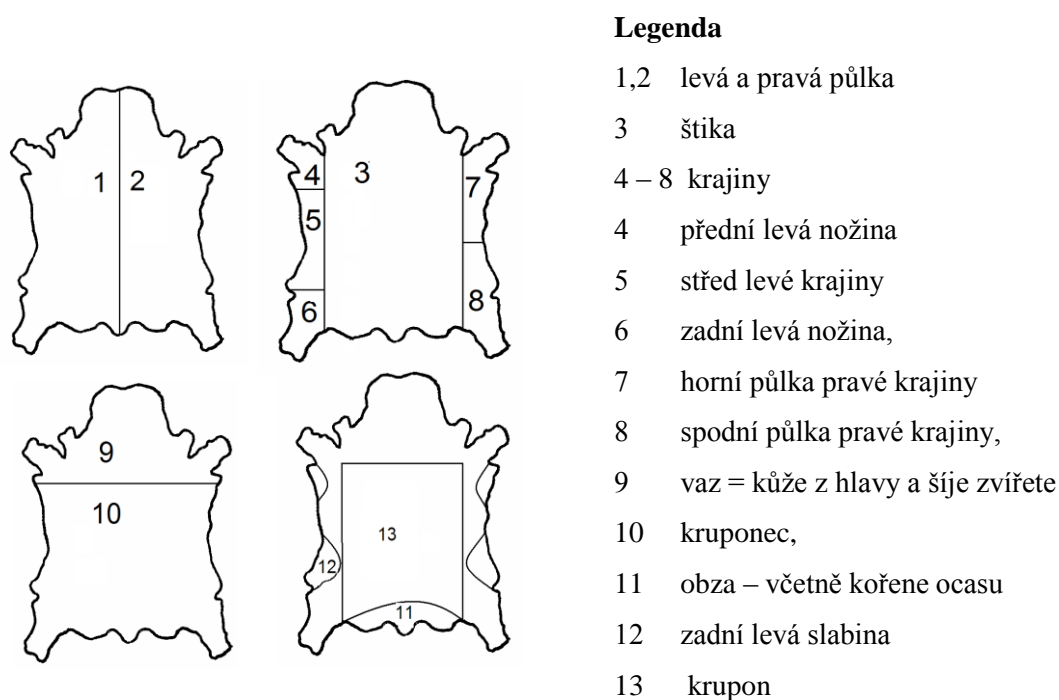 Legenda
1,2 levá a pravá půlka
3 štika
4 – 8 krajiny
4 přední levá nožina
5 střed levé krajiny
6 zadní levá nožina,
7 horní půlka pravé krajiny
8 spodní půlka pravé krajiny,
9 vaz = kůže z hlavy a šíje zvířete
10 kruponec,
11 obza – včetně kořene ocasu
12 zadní levá slabina
13 krupon
1 2
4 3 7
5
6 8
9
10
13
12
11